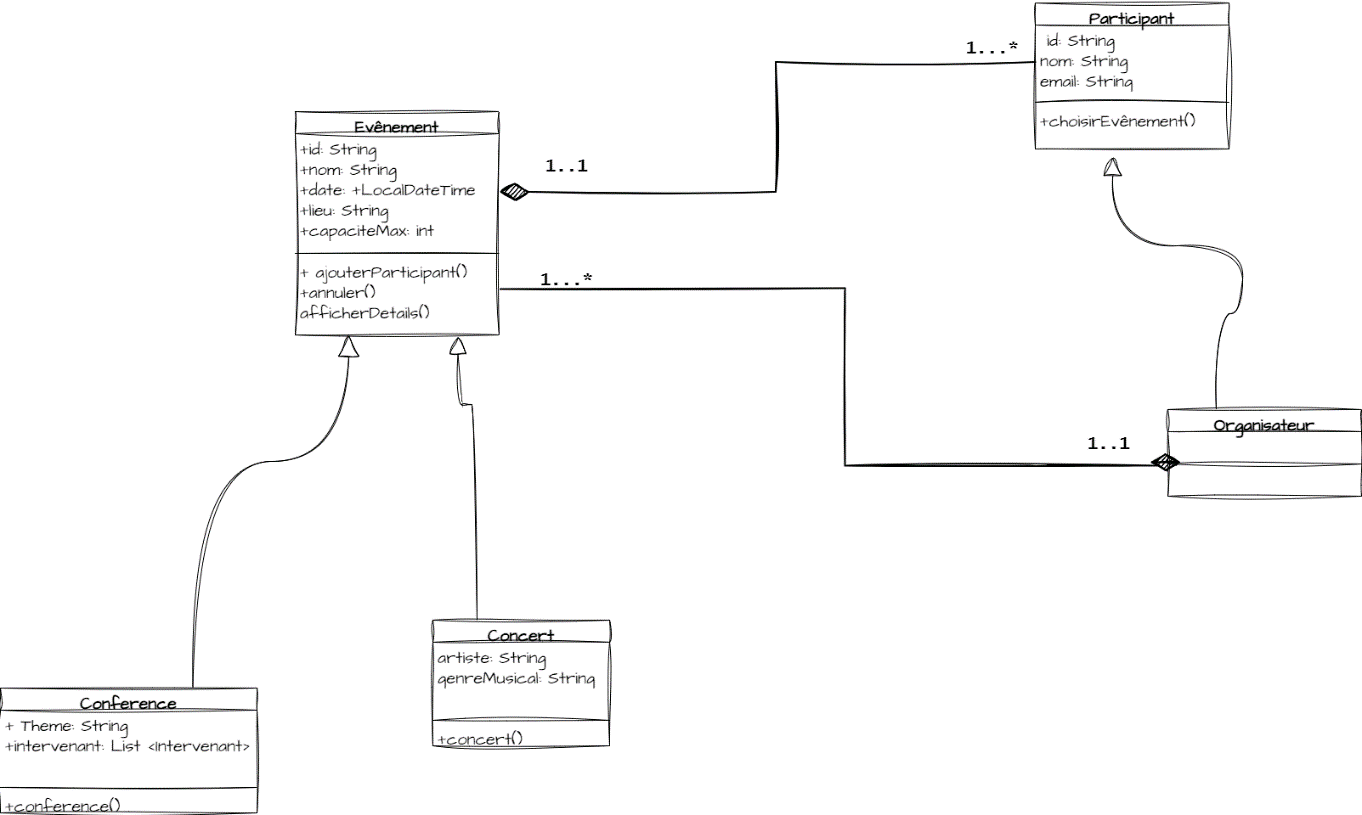 Participant
id: String
nom: String
email: String
+choisirEvênement()
1...*
Evênement
+id: String
+nom: String
+date: +LocalDateTime
+lieu: String
+capaciteMax: int
+ ajouterParticipant()
+annuler()
afficherDetails()
1..1
1...*
1..1
Organisateur
Concert
artiste: String
genreMusical: String
+concert()
Conference
+ Theme: String
+intervenant: List <Intervenant>
+conference()